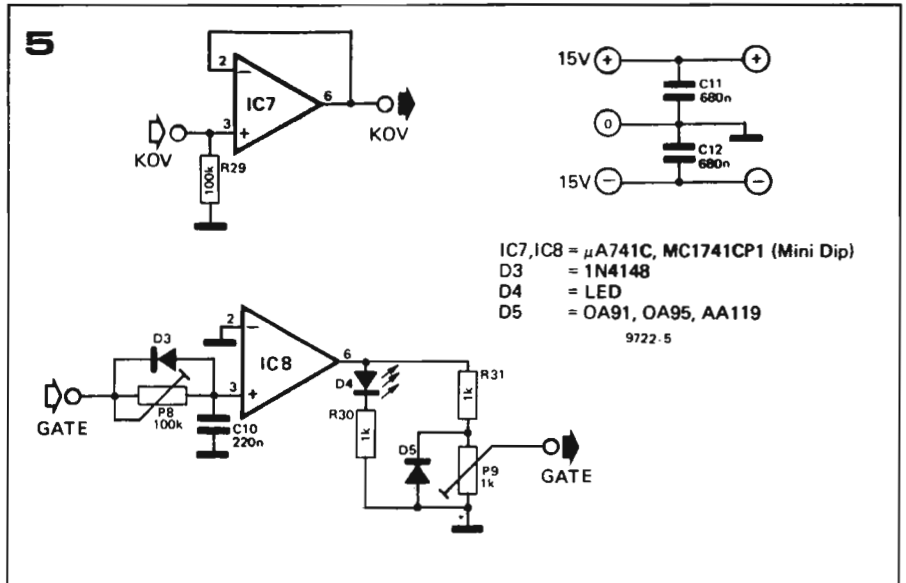 5
2
−
IC7
6
3
+
KOV
KOV
R29
100k
15V + +
C11
680n
0
C12
680n
15V − −
IC7,IC8 = μA741C, MC1741CP1 (Mini Dip)
D3 = 1N4148
D4 = LED
D5 = OA91, OA95, AA119
9722-5
D3
2
−
IC8
6
3
+
P8
100k
C10
220n
GATE
D4
R30
1k
R31
1k
D5
P9
1k
GATE